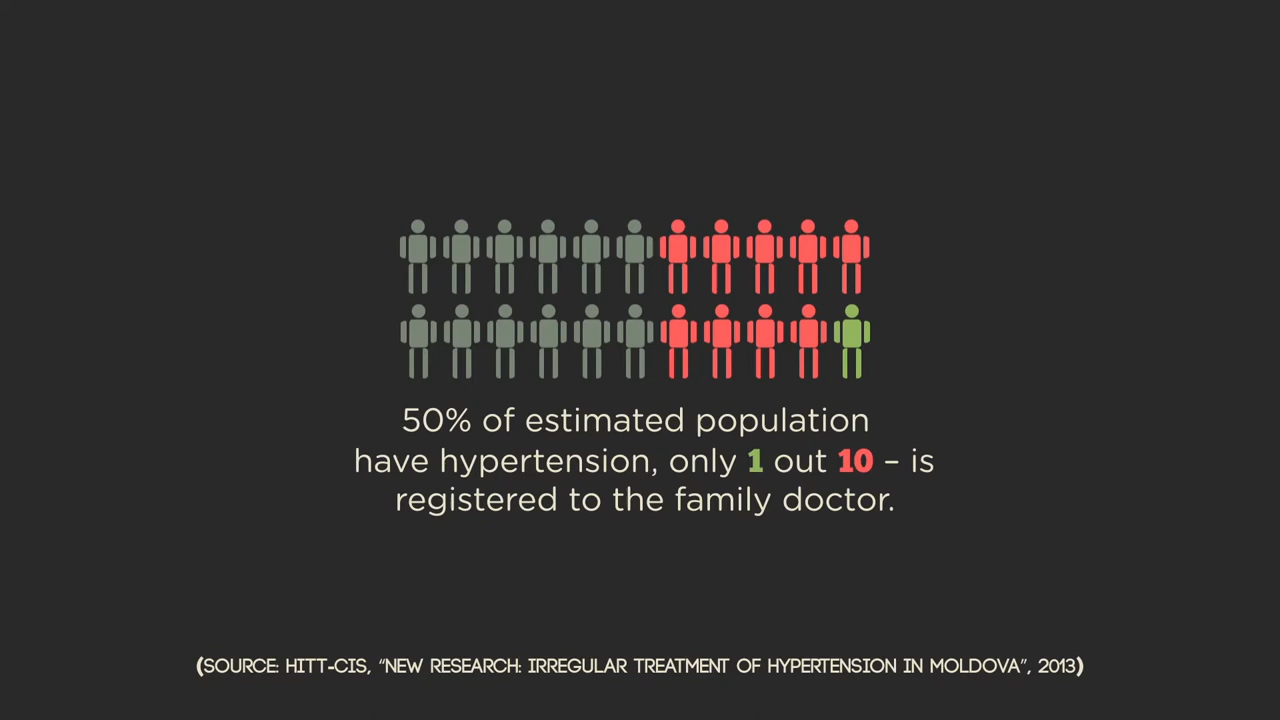 50% of estimated population
have hypertension, only 1 out 10 – is
registered to the family doctor.
(SOURCE: HITT-CIS, “NEW RESEARCH: IRREGULAR TREATMENT OF HYPERTENSION IN MOLDOVA”, 2013)